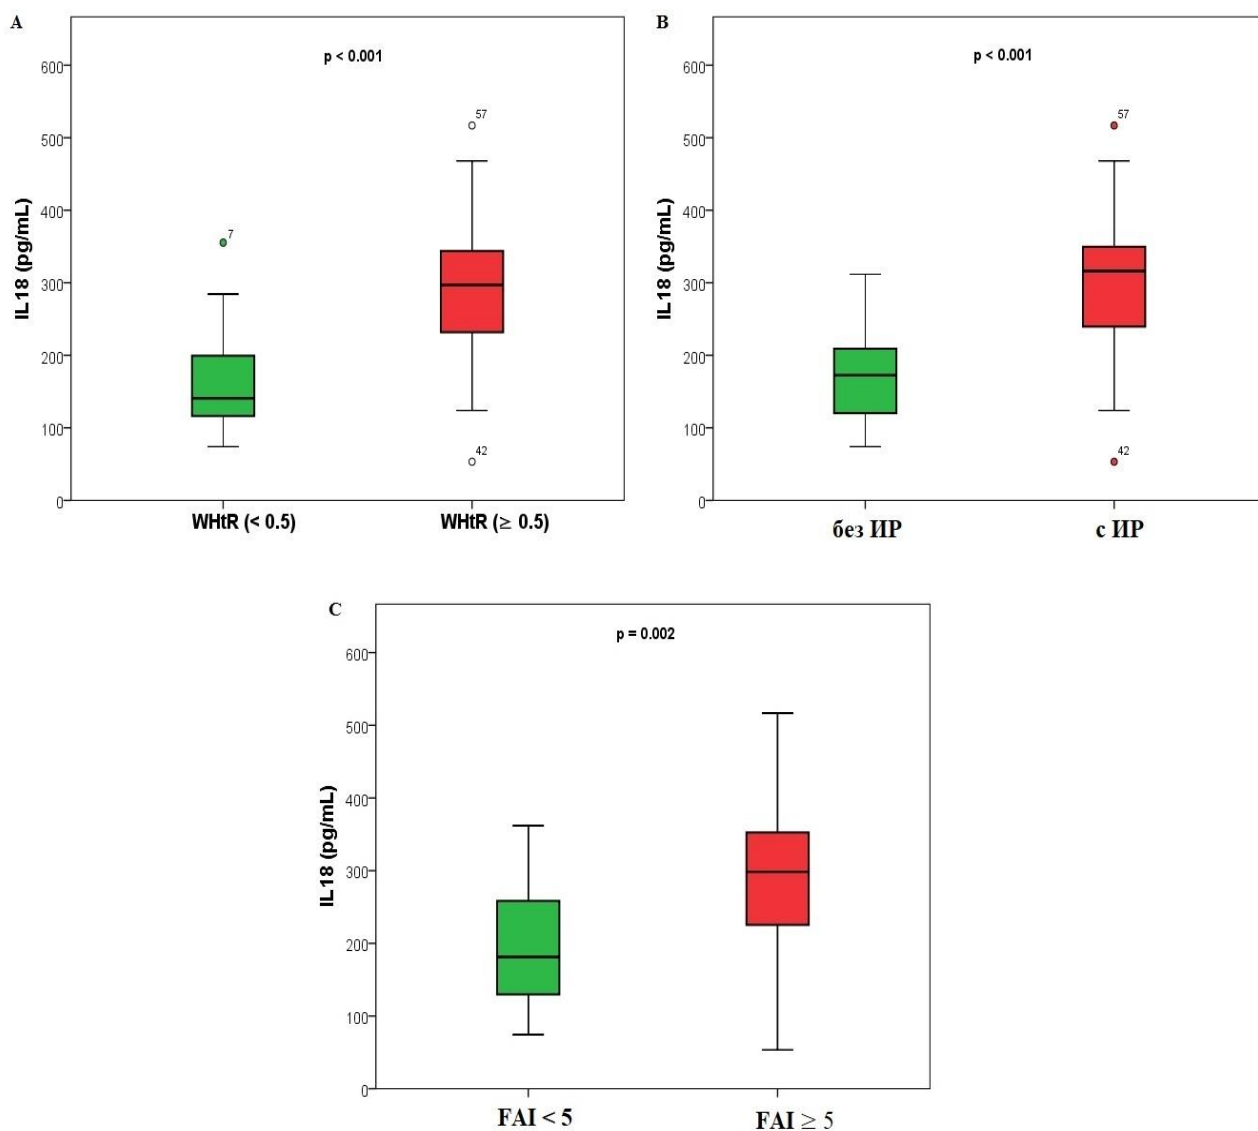 A
p < 0.001
600
500
400
300
200
100
0
IL18 (pg/mL)
7
57
42
WHtR (< 0.5)
WHtR (≥ 0.5)
B
p < 0.001
600
500
400
300
200
100
0
IL18 (pg/mL)
57
42
без ИР
с ИР
C
p = 0.002
600
500
400
300
200
100
0
IL18 (pg/mL)
FAI < 5
FAI ≥ 5